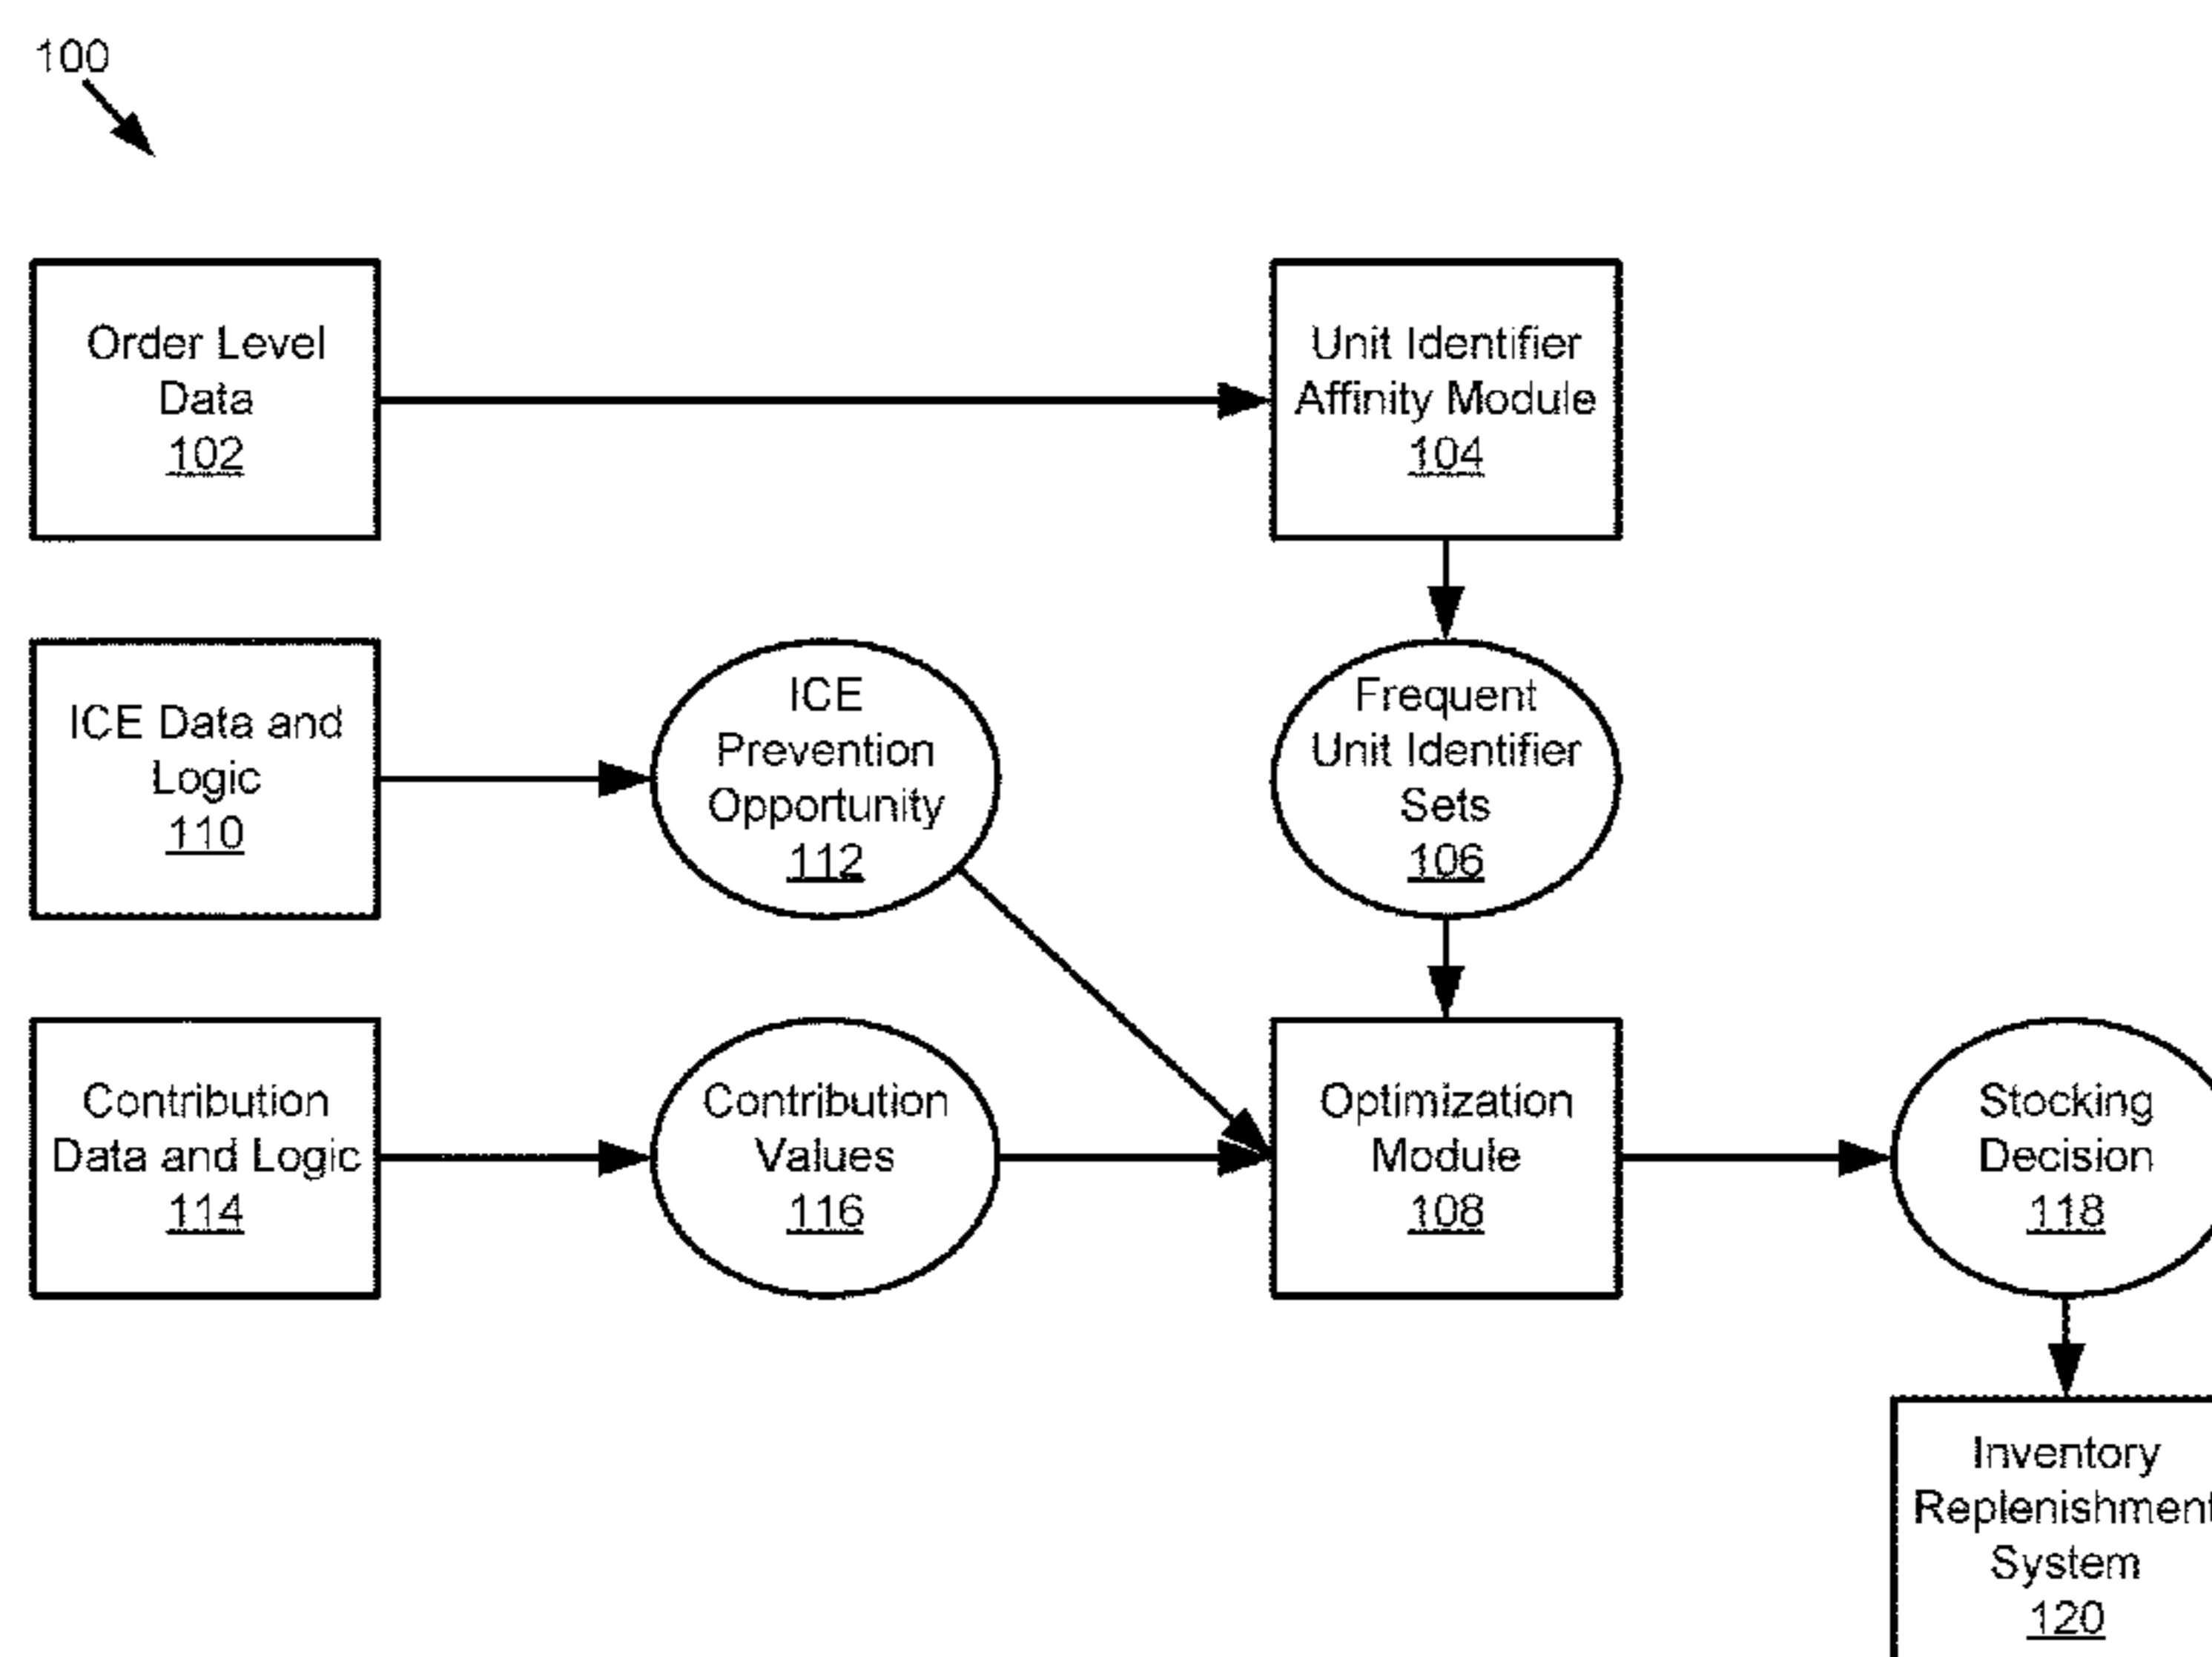 100
Order Level
Data
102
Unit Identifier
Affinity Module
104
ICE Data and
Logic
110
ICE
Prevention
Opportunity
112
Frequent
Unit Identifier
Sets
106
Contribution
Data and Logic
114
Contribution
Values
116
Optimization
Module
108
Stocking
Decision
118
Inventory
Replenishment
System
120